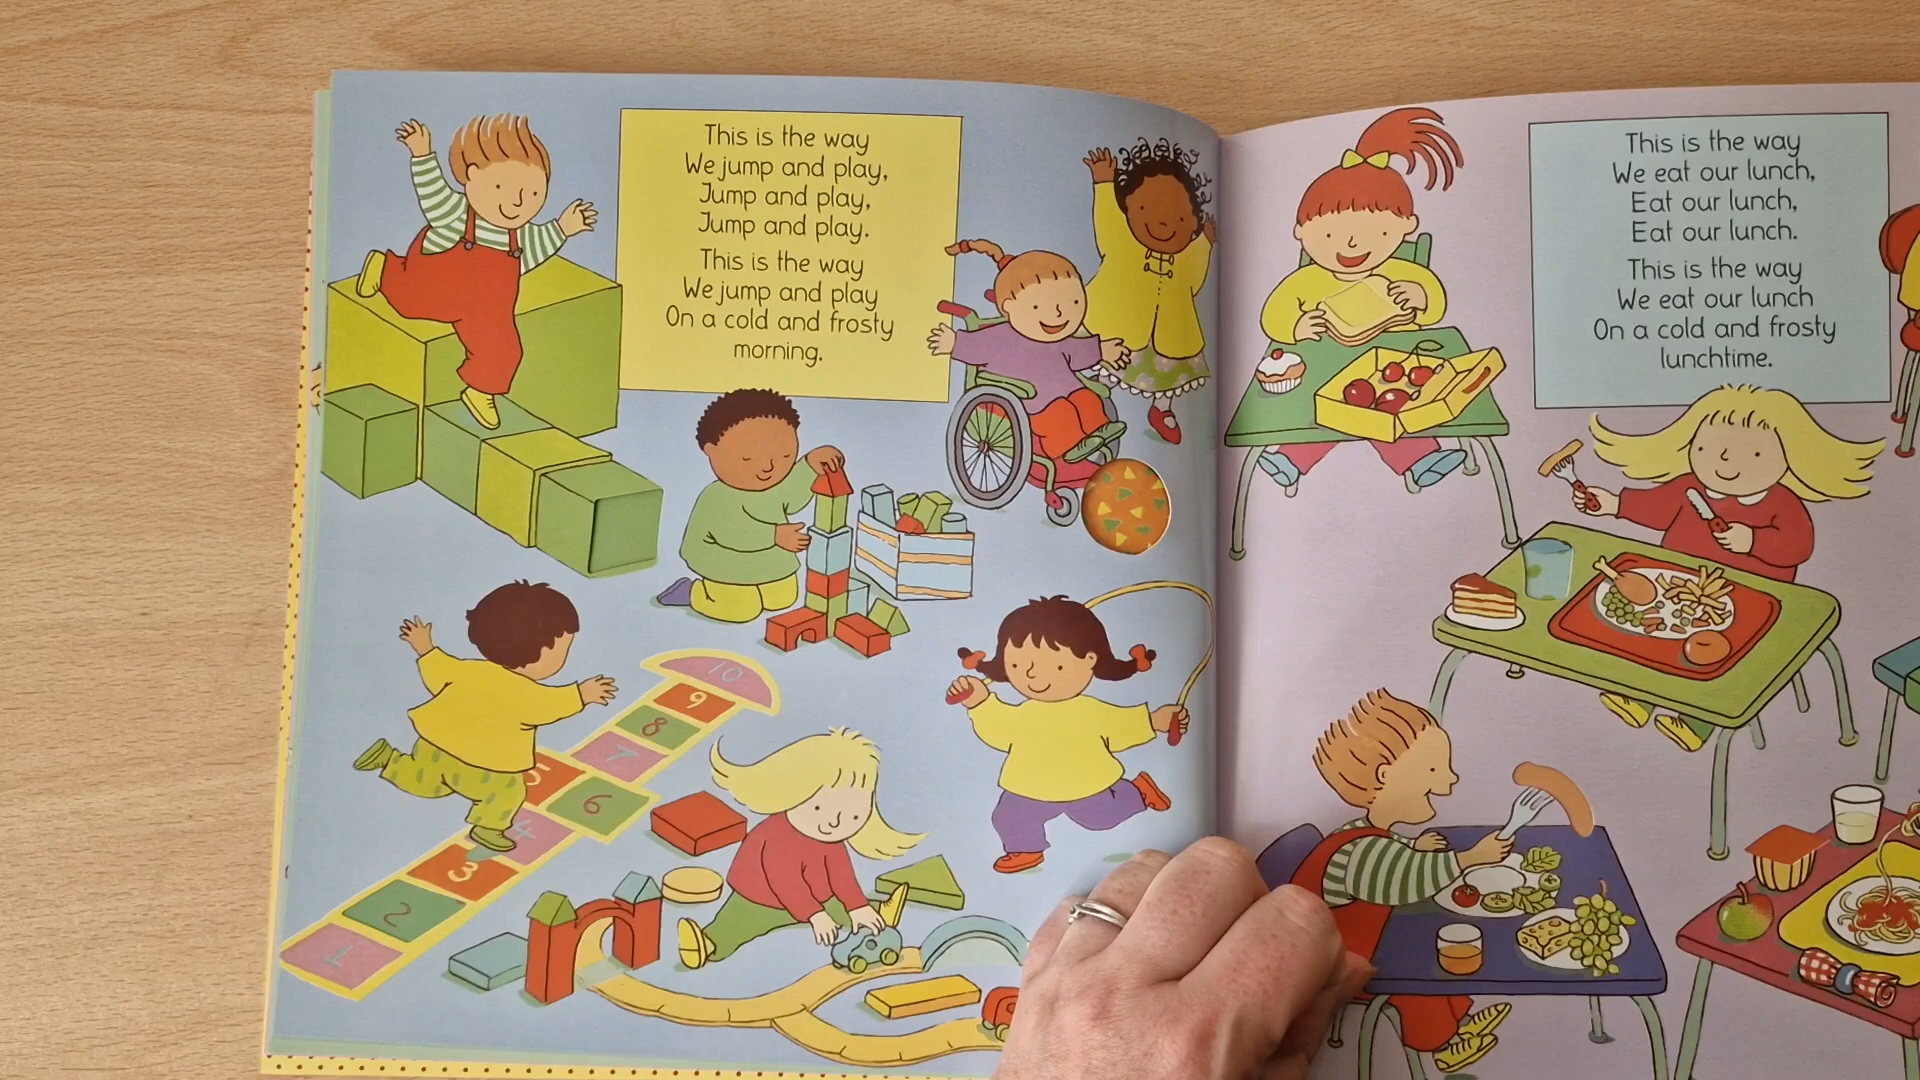 This is the way
We jump and play,
Jump and play,
Jump and play.
This is the way
We jump and play
On a cold and frosty
morning.
10
9
8
7
5
6
4
3
2
1
This is the way
We eat our lunch,
Eat our lunch,
Eat our lunch.
This is the way
We eat our lunch
On a cold and frosty
lunchtime.